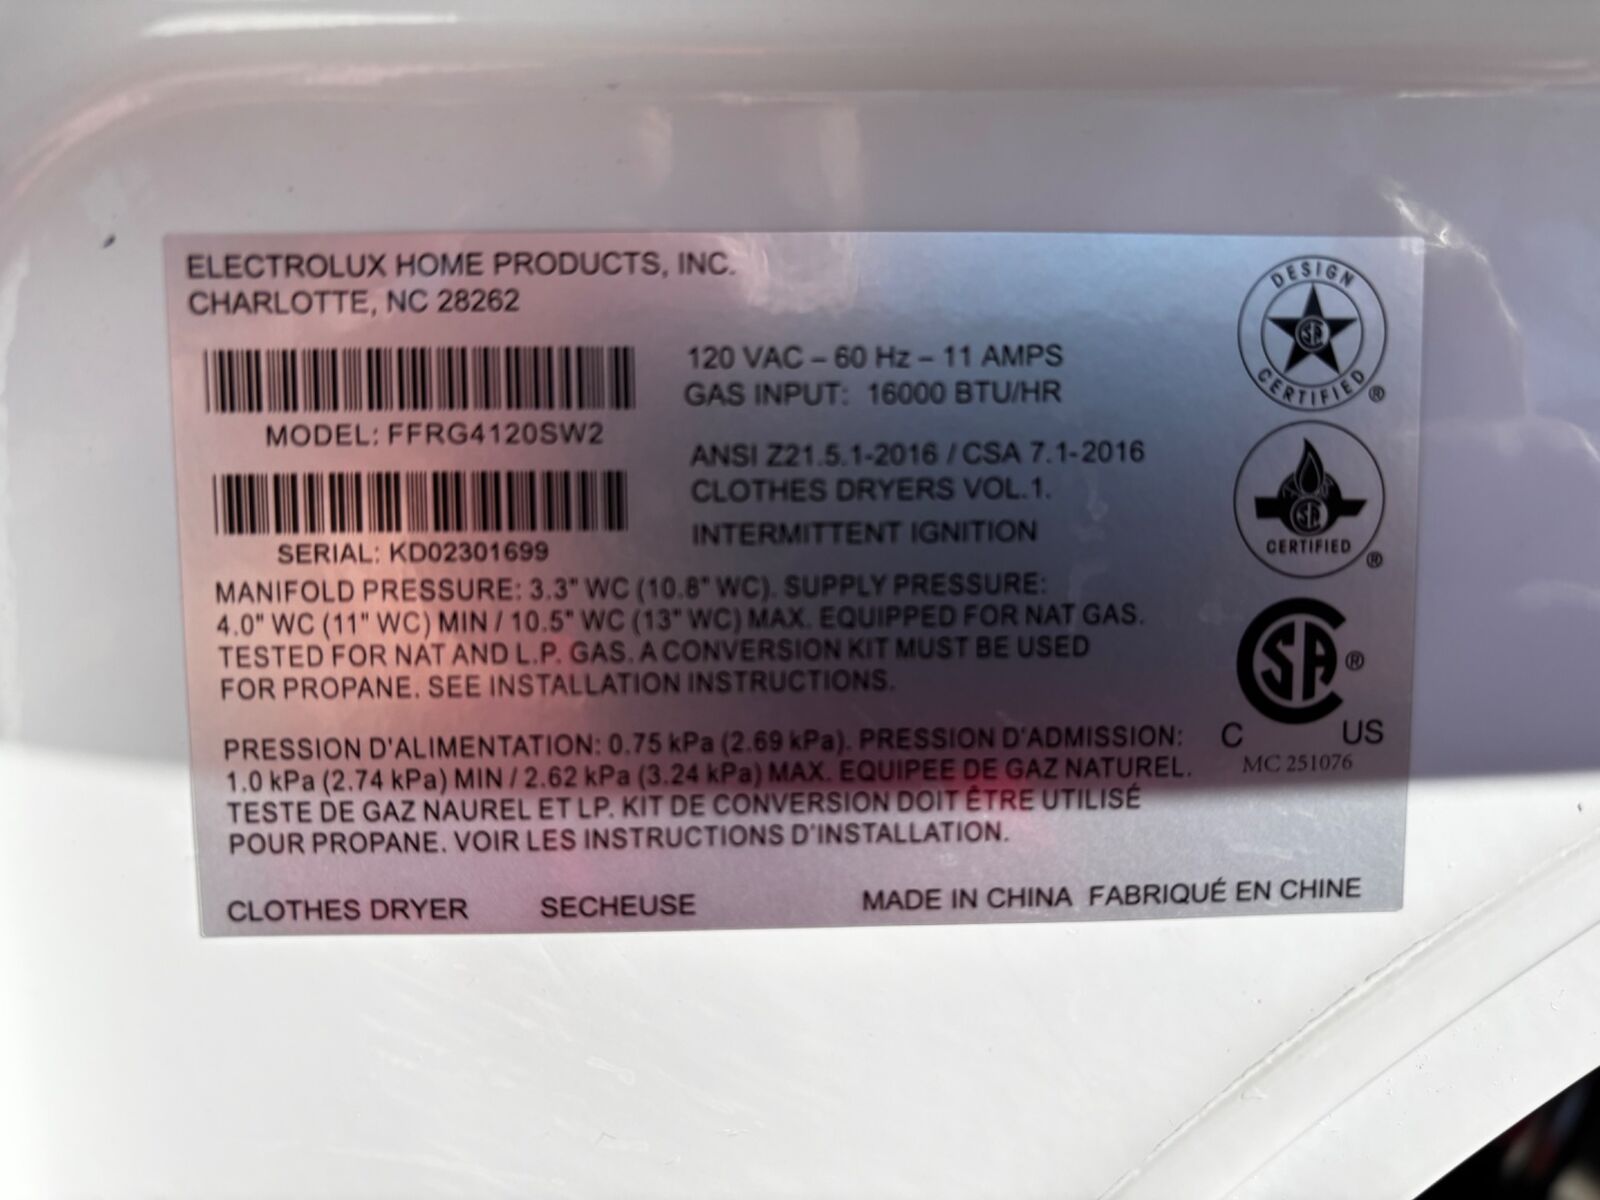 ELECTROLUX HOME PRODUCTS, INC.
CHARLOTTE, NC 28262
MODEL: FFRG4120SW2
SERIAL: KD02301699
120 VAC – 60 Hz – 11 AMPS
GAS INPUT: 16000 BTU/HR
ANSI Z21.5.1-2016 / CSA 7.1-2016
CLOTHES DRYERS VOL.1.
INTERMITTENT IGNITION
MANIFOLD PRESSURE: 3.3" WC (10.8" WC). SUPPLY PRESSURE:
4.0" WC (11" WC) MIN / 10.5" WC (13" WC) MAX. EQUIPPED FOR NAT GAS.
TESTED FOR NAT AND L.P. GAS. A CONVERSION KIT MUST BE USED
FOR PROPANE. SEE INSTALLATION INSTRUCTIONS.
PRESSION D'ALIMENTATION: 0.75 kPa (2.69 kPa). PRESSION D'ADMISSION:
1.0 kPa (2.74 kPa) MIN / 2.62 kPa (3.24 kPa) MAX. EQUIPEE DE GAZ NATUREL.
TESTE DE GAZ NAUREL ET LP. KIT DE CONVERSION DOIT ÊTRE UTILISÉ
POUR PROPANE. VOIR LES INSTRUCTIONS D'INSTALLATION.
CLOTHES DRYER SECHEUSE MADE IN CHINA FABRIQUÉ EN CHINE
DESIGN
SA
CERTIFIED ®
SA
CERTIFIED ®
SA ®
C US
MC 251076